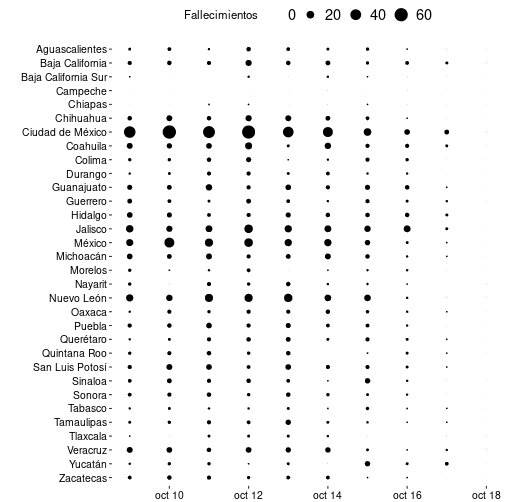 Fallecimientos 0 20 40 60
Aguascalientes
Baja California
Baja California Sur
Campeche
Chiapas
Chihuahua
Ciudad de México
Coahuila
Colima
Durango
Guanajuato
Guerrero
Hidalgo
Jalisco
México
Michoacán
Morelos
Nayarit
Nuevo León
Oaxaca
Puebla
Querétaro
Quintana Roo
San Luis Potosí
Sinaloa
Sonora
Tabasco
Tamaulipas
Tlaxcala
Veracruz
Yucatán
Zacatecas
oct 10 oct 12 oct 14 oct 16 oct 18